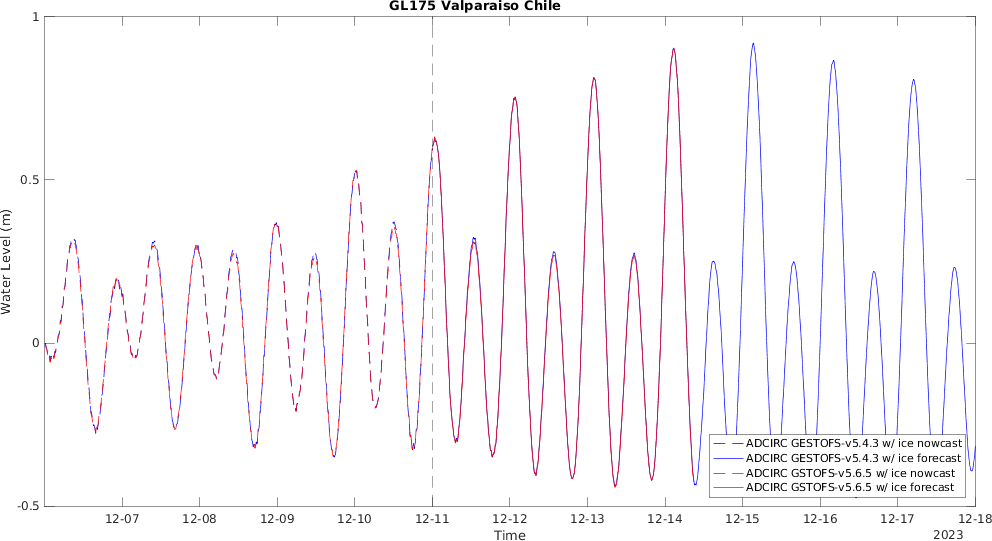 GL175 Valparaiso Chile
1
0.5
0
-0.5
Water Level (m)
12-07 12-08 12-09 12-10 12-11 12-12 12-13 12-14 12-15 12-16 12-17 12-18
Time
2023
ADCIRC GESTOFS-v5.4.3 w/ ice nowcast
ADCIRC GESTOFS-v5.4.3 w/ ice forecast
ADCIRC GSTOFS-v5.6.5 w/ ice nowcast
ADCIRC GSTOFS-v5.6.5 w/ ice forecast